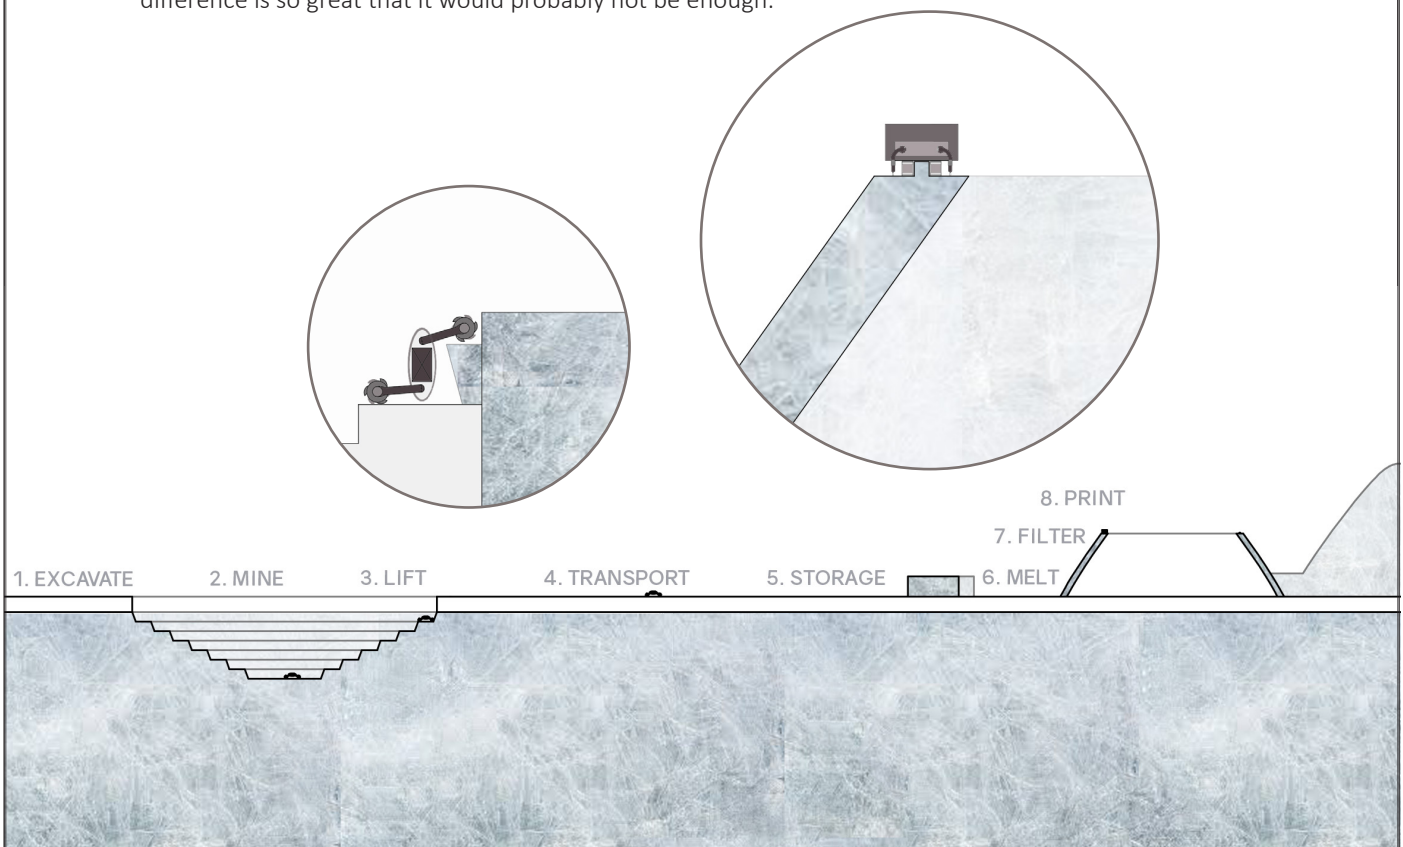 difference is so great that it would probably not be enough.
8. PRINT
7. FILTER
1. EXCAVATE 2. MINE 3. LIFT 4. TRANSPORT 5. STORAGE 6. MELT